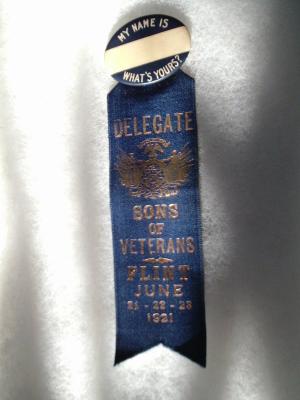 MY NAME IS
WHAT'S YOURS?
DELEGATE
SONS
OF
VETERANS
FLINT
JUNE
21 - 22 - 23
1921